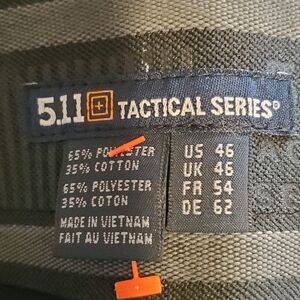 5.11 TACTICAL SERIES®
65% POLYESTER
35% COTTON
65% POLYESTER
35% COTTON
MADE IN VIETNAM
FAIT AU VIETNAM
US 46
UK 46
FR 54
DE 62